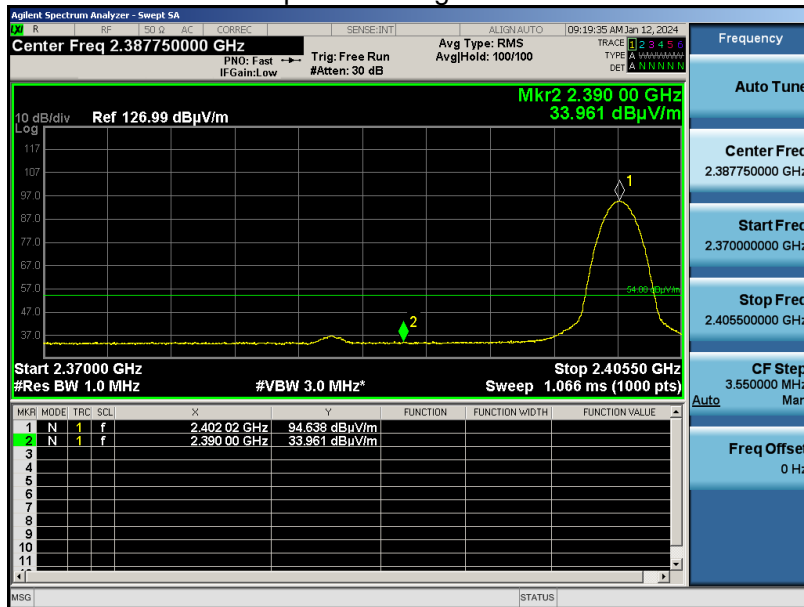 Agilent Spectrum Analyzer - Swept SA
LXI R RF 50 Ω AC CORREC SENSE:INT ALIGN AUTO 09:19:35 AM Jan 12, 2024
Center Freq 2.387750000 GHz
PNO: Fast
IFGain:Low
Trig: Free Run
#Atten: 30 dB
Avg Type: RMS
Avg|Hold: 100/100
TRACE 1 2 3 4 5 6
TYPE A WWWWW
DET A N N N N N
Mkr2 2.390 00 GHz
33.961 dBµV/m
10 dB/div Ref 126.99 dBµV/m
Log
117
107
97.0
87.0
77.0
67.0
57.0
47.0
37.0
1
2
54.00 dBµV/m
Start 2.37000 GHz Stop 2.40550 GHz
#Res BW 1.0 MHz #VBW 3.0 MHz* Sweep 1.066 ms (1000 pts)
MKR MODE TRC SCL X Y FUNCTION FUNCTION WIDTH FUNCTION VALUE
1 N 1 f 2.402 02 GHz 94.638 dBµV/m
2 N 1 f 2.390 00 GHz 33.961 dBµV/m
3
4
5
6
7
8
9
10
11
MSG STATUS
Frequency
Auto Tune
Center Freq
2.387750000 GHz
Start Freq
2.370000000 GHz
Stop Freq
2.405500000 GHz
CF Step
3.550000 MHz
Auto Man
Freq Offset
0 Hz